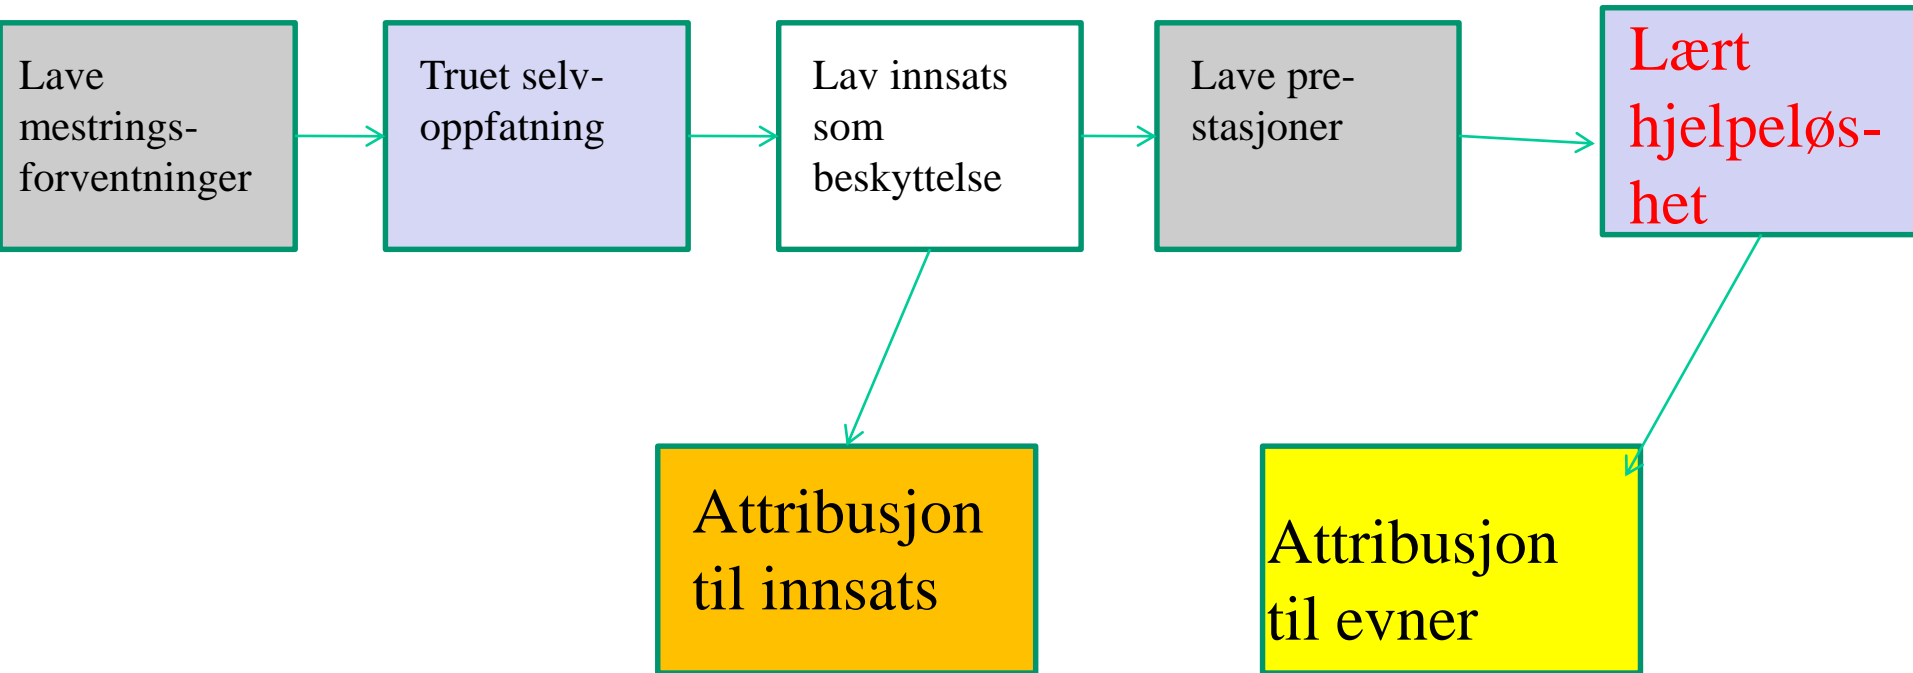 Lave
mestrings-
forventninger
Truet selv-
oppfatning
Lav innsats
som
beskyttelse
Lave pre-
stasjoner
Lært
hjelpeløs-
het
Attribusjon
til innsats
Attribusjon
til evner